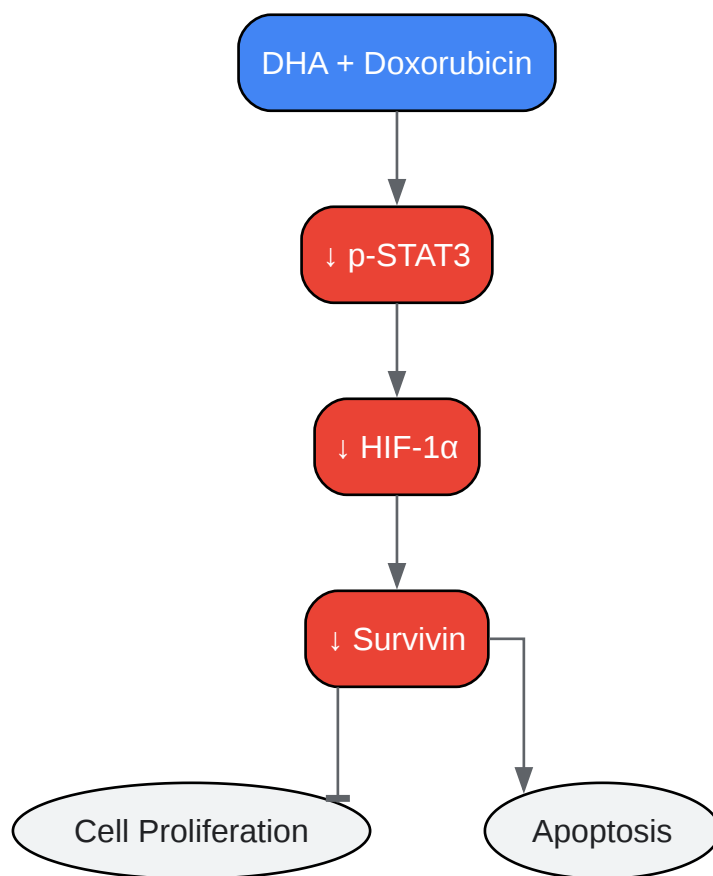 DHA + Doxorubicin
↓ p-STAT3
↓ HIF-1α
↓ Survivin
Cell Proliferation
Apoptosis